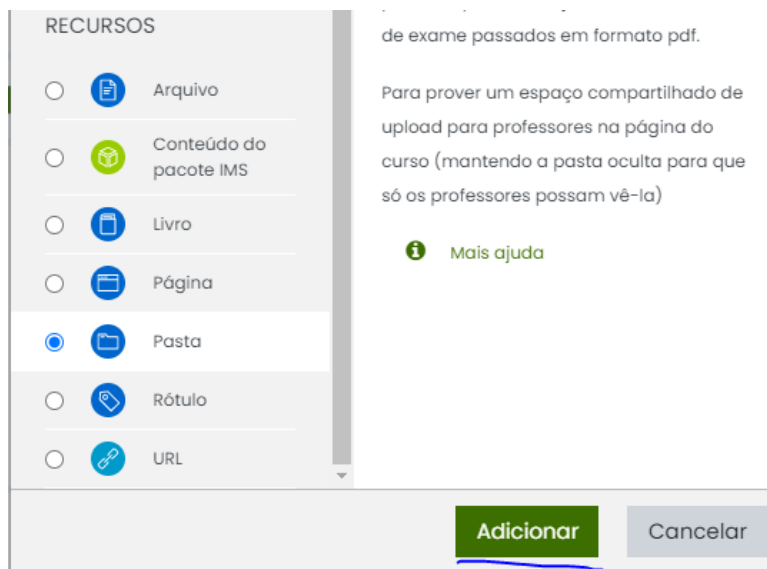 RECURSOS
Arquivo
Conteúdo do
pacote IMS
Livro
Página
Pasta
Rótulo
URL
de exame passados em formato pdf.
Para prover um espaço compartilhado de
upload para professores na página do
curso (mantendo a pasta oculta para que
só os professores possam vê-la)
Mais ajuda
Adicionar
Cancelar